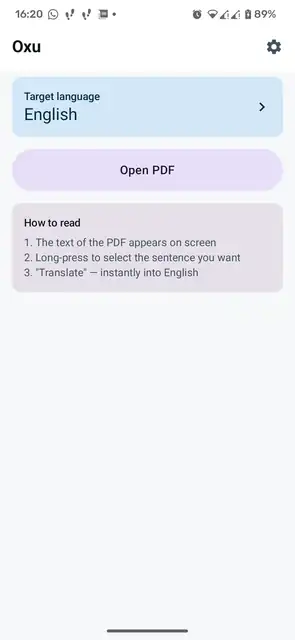 16:20 89%
Oxu
Target language
English
Open PDF
How to read
1. The text of the PDF appears on screen
2. Long-press to select the sentence you want
3. "Translate" — instantly into English